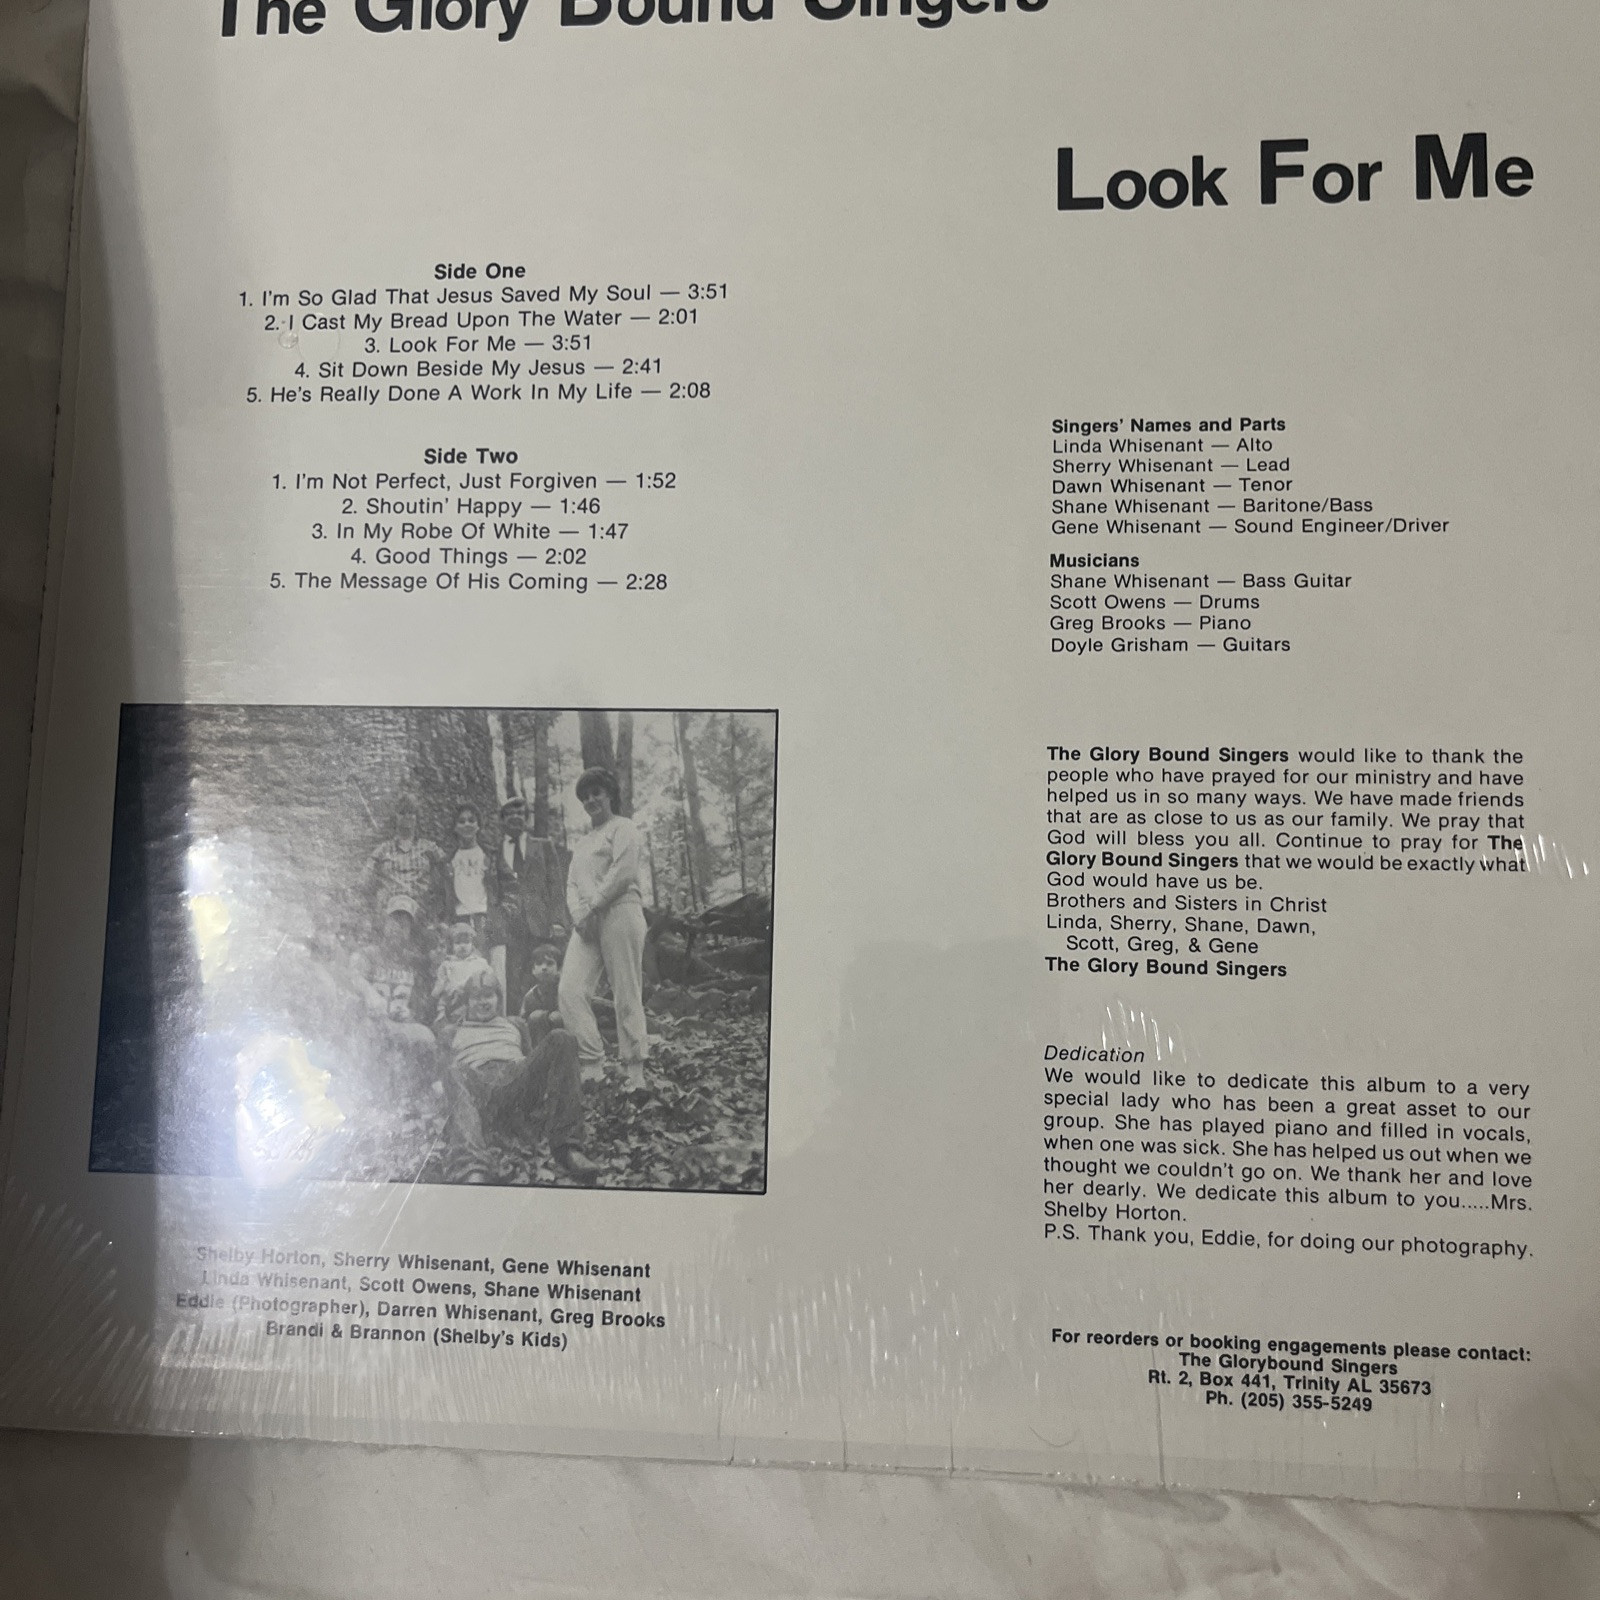 The Glory Bound Singers
Look For Me
Side One
1. I'm So Glad That Jesus Saved My Soul — 3:51
2. I Cast My Bread Upon The Water — 2:01
3. Look For Me — 3:51
4. Sit Down Beside My Jesus — 2:41
5. He's Really Done A Work In My Life — 2:08
Side Two
1. I'm Not Perfect, Just Forgiven — 1:52
2. Shoutin' Happy — 1:46
3. In My Robe Of White — 1:47
4. Good Things — 2:02
5. The Message Of His Coming — 2:28
Shelby Horton, Sherry Whisenant, Gene Whisenant
Linda Whisenant, Scott Owens, Shane Whisenant
Eddie (Photographer), Darren Whisenant, Greg Brooks
Brandi & Brannon (Shelby's Kids)
Singers' Names and Parts
Linda Whisenant — Alto
Sherry Whisenant — Lead
Dawn Whisenant — Tenor
Shane Whisenant — Baritone/Bass
Gene Whisenant — Sound Engineer/Driver
Musicians
Shane Whisenant — Bass Guitar
Scott Owens — Drums
Greg Brooks — Piano
Doyle Grisham — Guitars
The Glory Bound Singers would like to thank the
people who have prayed for our ministry and have
helped us in so many ways. We have made friends
that are as close to us as our family. We pray that
God will bless you all. Continue to pray for The
Glory Bound Singers that we would be exactly what
God would have us be.
Brothers and Sisters in Christ
Linda, Sherry, Shane, Dawn,
Scott, Greg, & Gene
The Glory Bound Singers
Dedication
We would like to dedicate this album to a very
special lady who has been a great asset to our
group. She has played piano and filled in vocals,
when one was sick. She has helped us out when we
thought we couldn't go on. We thank her and love
her dearly. We dedicate this album to you.....Mrs.
Shelby Horton.
P.S. Thank you, Eddie, for doing our photography.
For reorders or booking engagements please contact:
The Glorybound Singers
Rt. 2, Box 441, Trinity AL 35673
Ph. (205) 355-5249